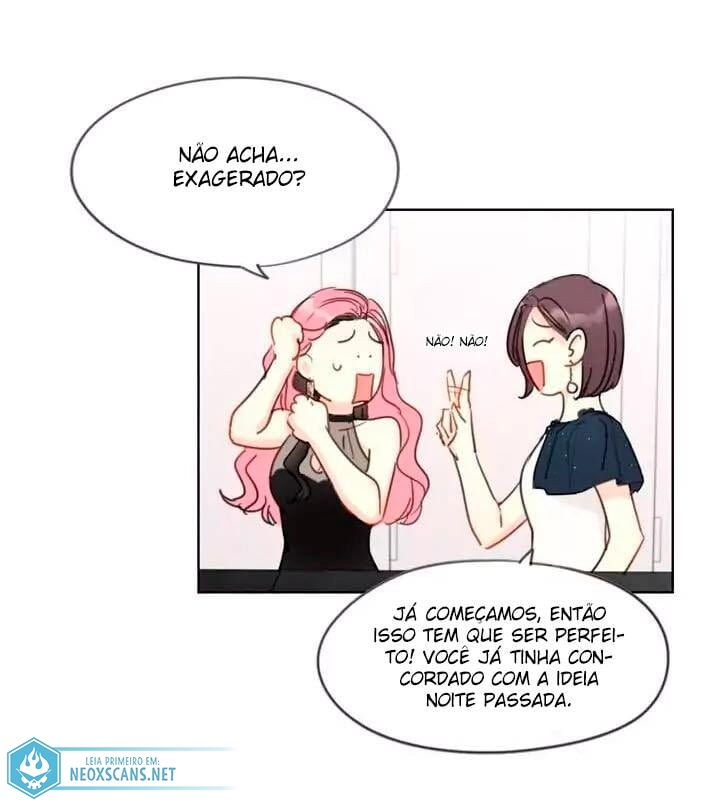 NÃO ACHA...
EXAGERADO?
NÃO! NÃO!
JÁ COMEÇAMOS, ENTÃO
ISSO TEM QUE SER PERFEI-
TO! VOCÊ JÁ TINHA CON-
CORDADO COM A IDEIA
NOITE PASSADA.
LEIA PRIMEIRO EM:
NEOXSCANS.NET